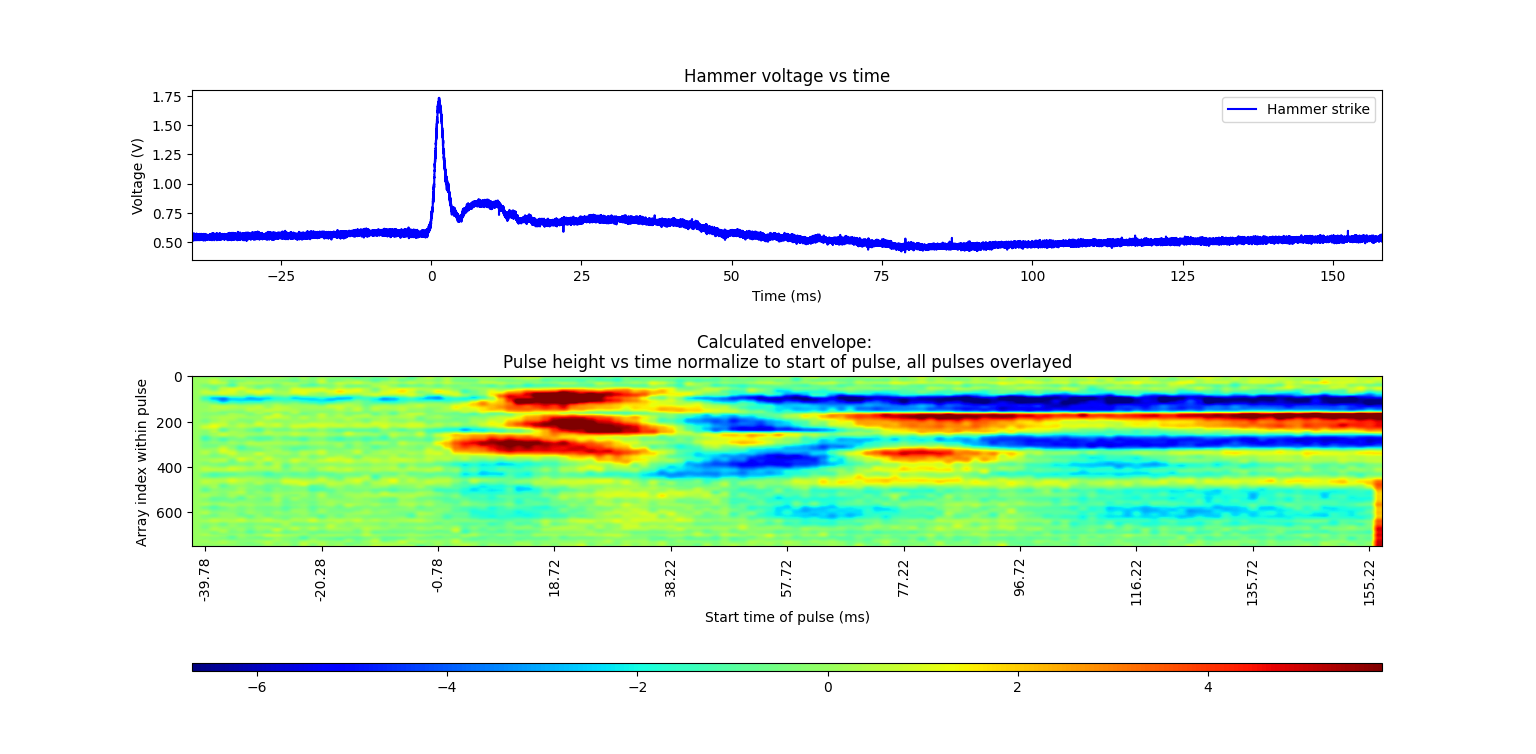 Hammer voltage vs time
1.75
1.50
1.25
1.00
0.75
0.50
Voltage (V)
Hammer strike
−25 0 25 50 75 100 125 150
Time (ms)
Calculated envelope:
Pulse height vs time normalize to start of pulse, all pulses overlayed
0
200
400
600
Array index within pulse
-39.78 -20.28 -0.78 18.72 38.22 57.72 77.22 96.72 116.22 135.72 155.22
Start time of pulse (ms)
−6 −4 −2 0 2 4